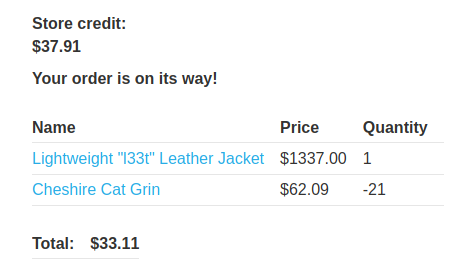 Store credit:
$37.91
Your order is on its way!
Name Price Quantity
Lightweight "l33t" Leather Jacket $1337.00 1
Cheshire Cat Grin $62.09 -21
Total: $33.11